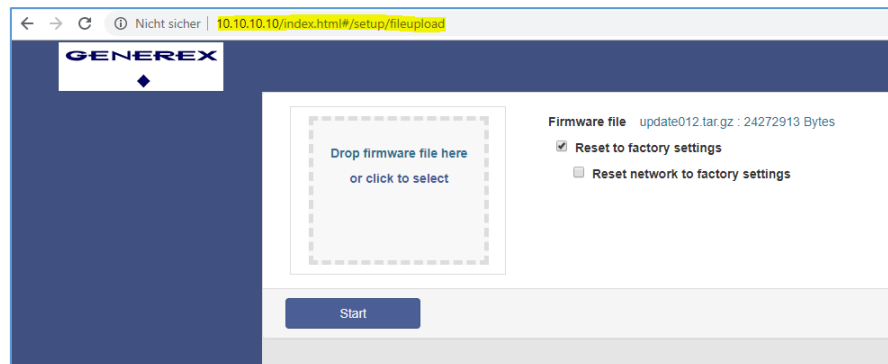 Nicht sicher | 10.10.10.10/index.html#/setup/fileupload
GENEREX
Drop firmware file here
or click to select
Firmware file update012.tar.gz : 24272913 Bytes
Reset to factory settings
Reset network to factory settings
Start